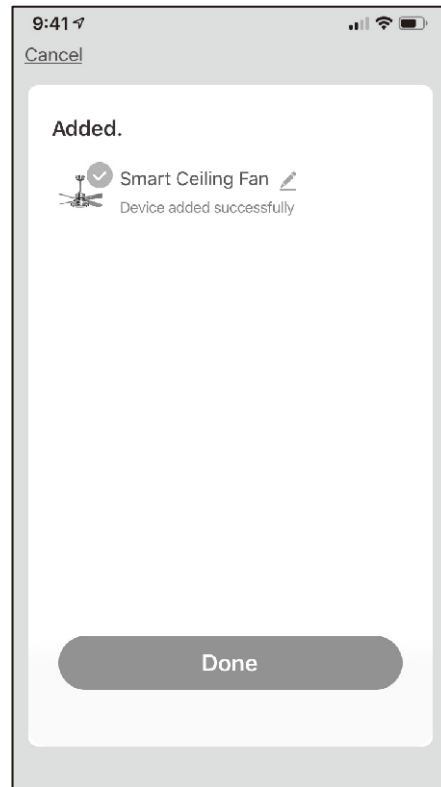 9:41
Cancel
Added.
Smart Ceiling Fan
Device added successfully
Done